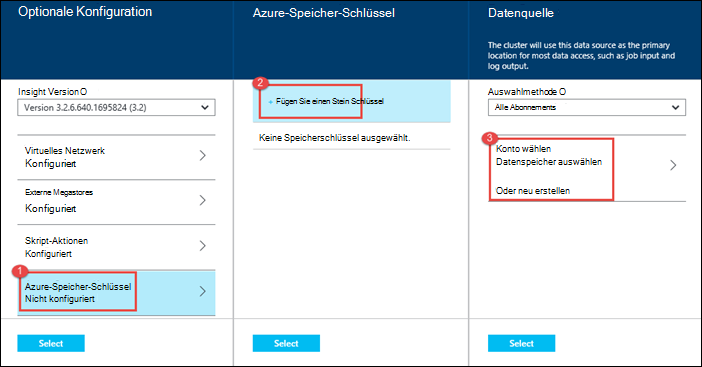 Optionale Konfiguration
Insight Version O
Version 3.2.6.640.1695824 (3.2)
Virtuelles Netzwerk
Konfiguriert
Externe Megastores
Konfiguriert
Skript-Aktionen
Konfiguriert
1
Azure-Speicher-Schlüssel
Nicht konfiguriert
Select
Azure-Speicher-Schlüssel
2
+ Fügen Sie einen Stein Schlüssel
Keine Speicherschlüssel ausgewählt.
Select
Datenquelle
The cluster will use this data source as the primary
location for most data access, such as job input and
log output.
Auswahlmethode O
Alle Abonnements
3
Konto wählen
Datenspeicher auswählen
Oder neu erstellen
Select